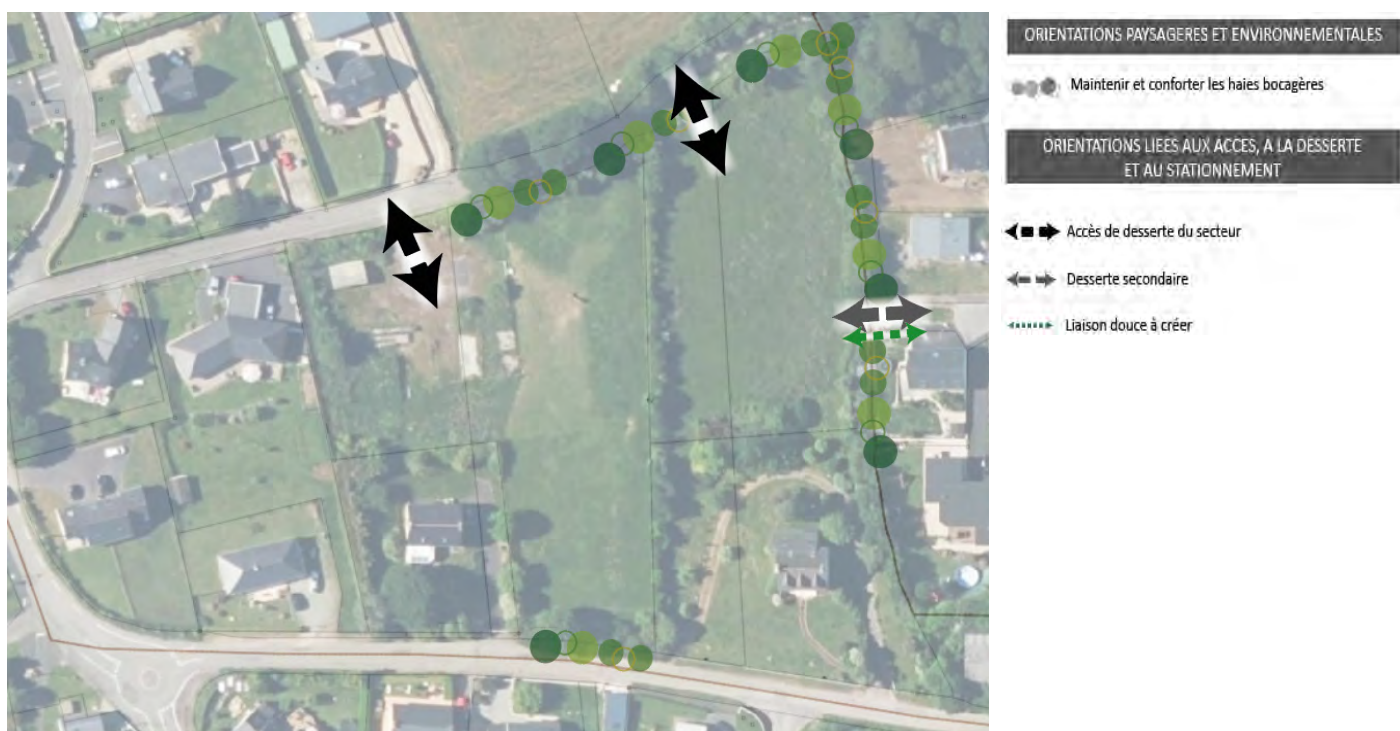 ORIENTATIONS PAYSAGERES ET ENVIRONNEMENTALES
Maintenir et conforter les haies bocagères
ORIENTATIONS LIEES AUX ACCES, A LA DESSERTE
ET AU STATIONNEMENT
Accès de desserte du secteur
Desserte secondaire
Liaison douce à créer